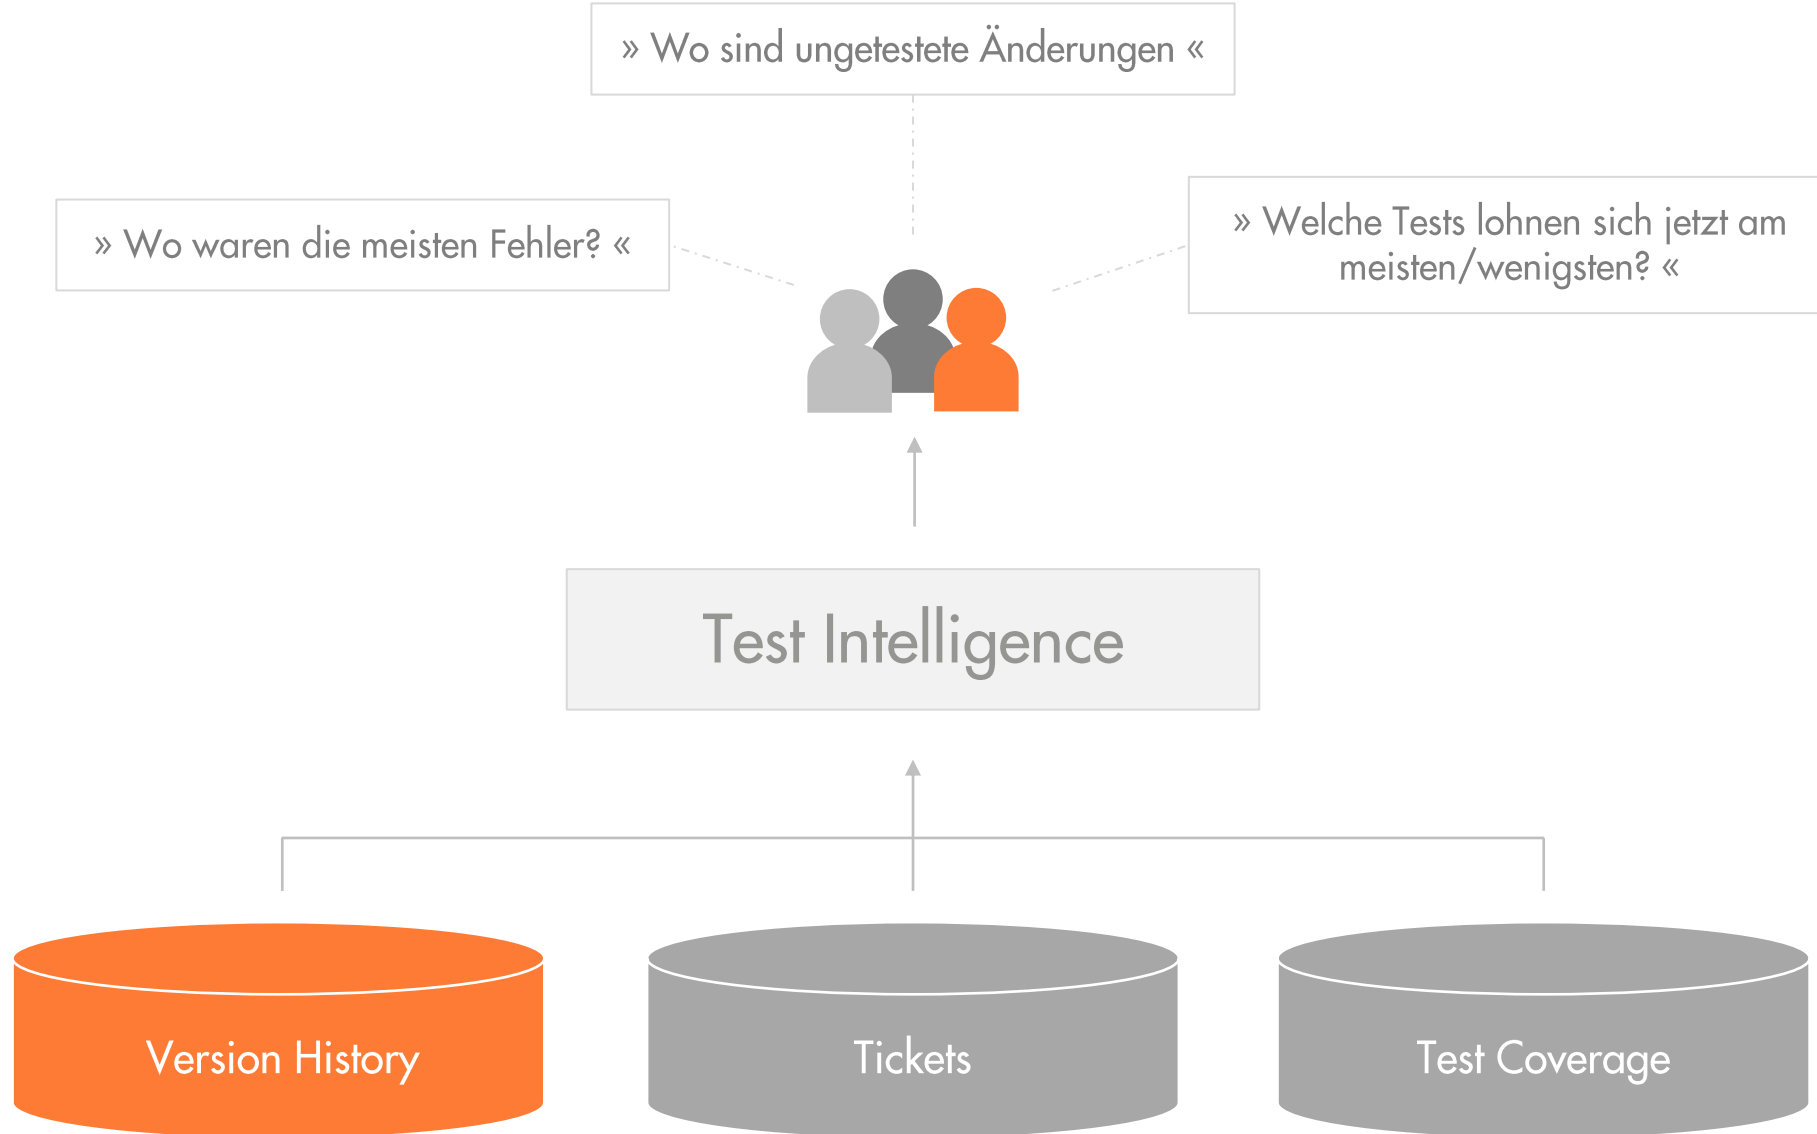 » Wo sind ungetestete Änderungen «
» Wo waren die meisten Fehler? «
» Welche Tests lohnen sich jetzt am
meisten/wenigsten? «
Test Intelligence
Version History
Tickets
Test Coverage